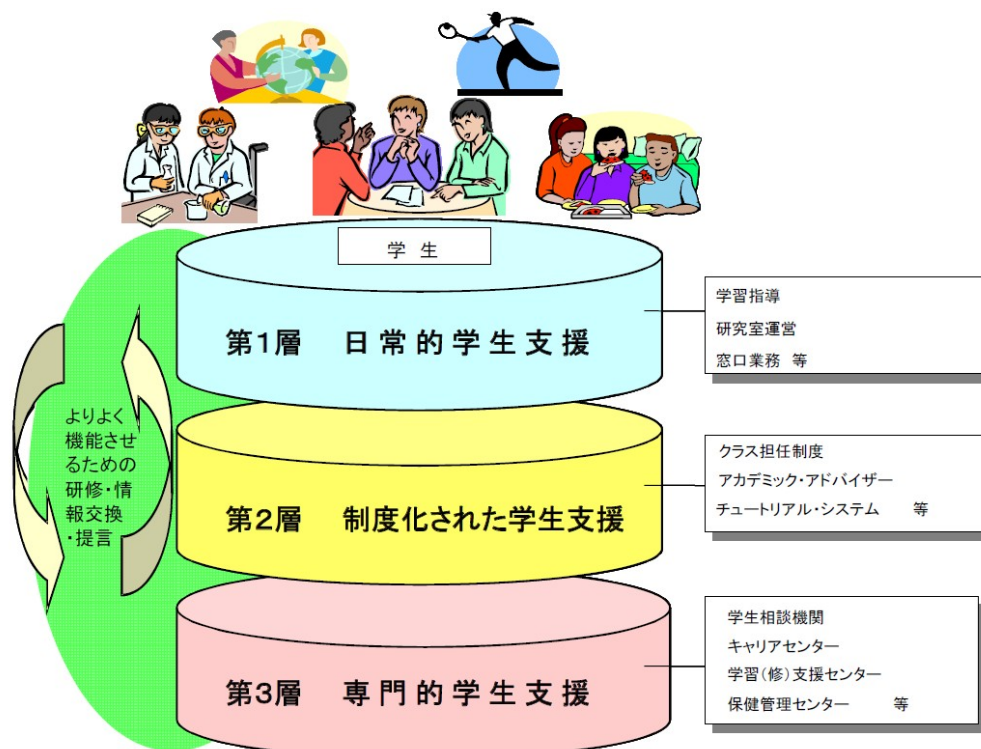 学 生
第1層 日常的学生支援
学習指導
研究室運営
窓口業務 等
よりよく
機能させ
るための
研修・情
報交換
・提言
第2層 制度化された学生支援
クラス担任制度
アカデミック・アドバイザー
チュートリアル・システム 等
第3層 専門的学生支援
学生相談機関
キャリアセンター
学習(修)支援センター
保健管理センター 等